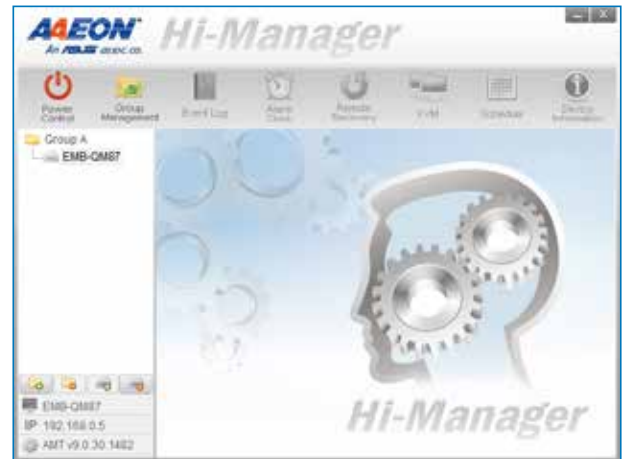 AAEON Hi-Manager
An ASUS assoc. co.
Power Control
Group Management
Event Log
Alarm Clock
Remote Recovery
KVM
Schedule
Device Information
Group A
EMB-QM87
EMB-QM87
IP 192.168.0.5
AMT v9.0.30.1482
Hi-Manager